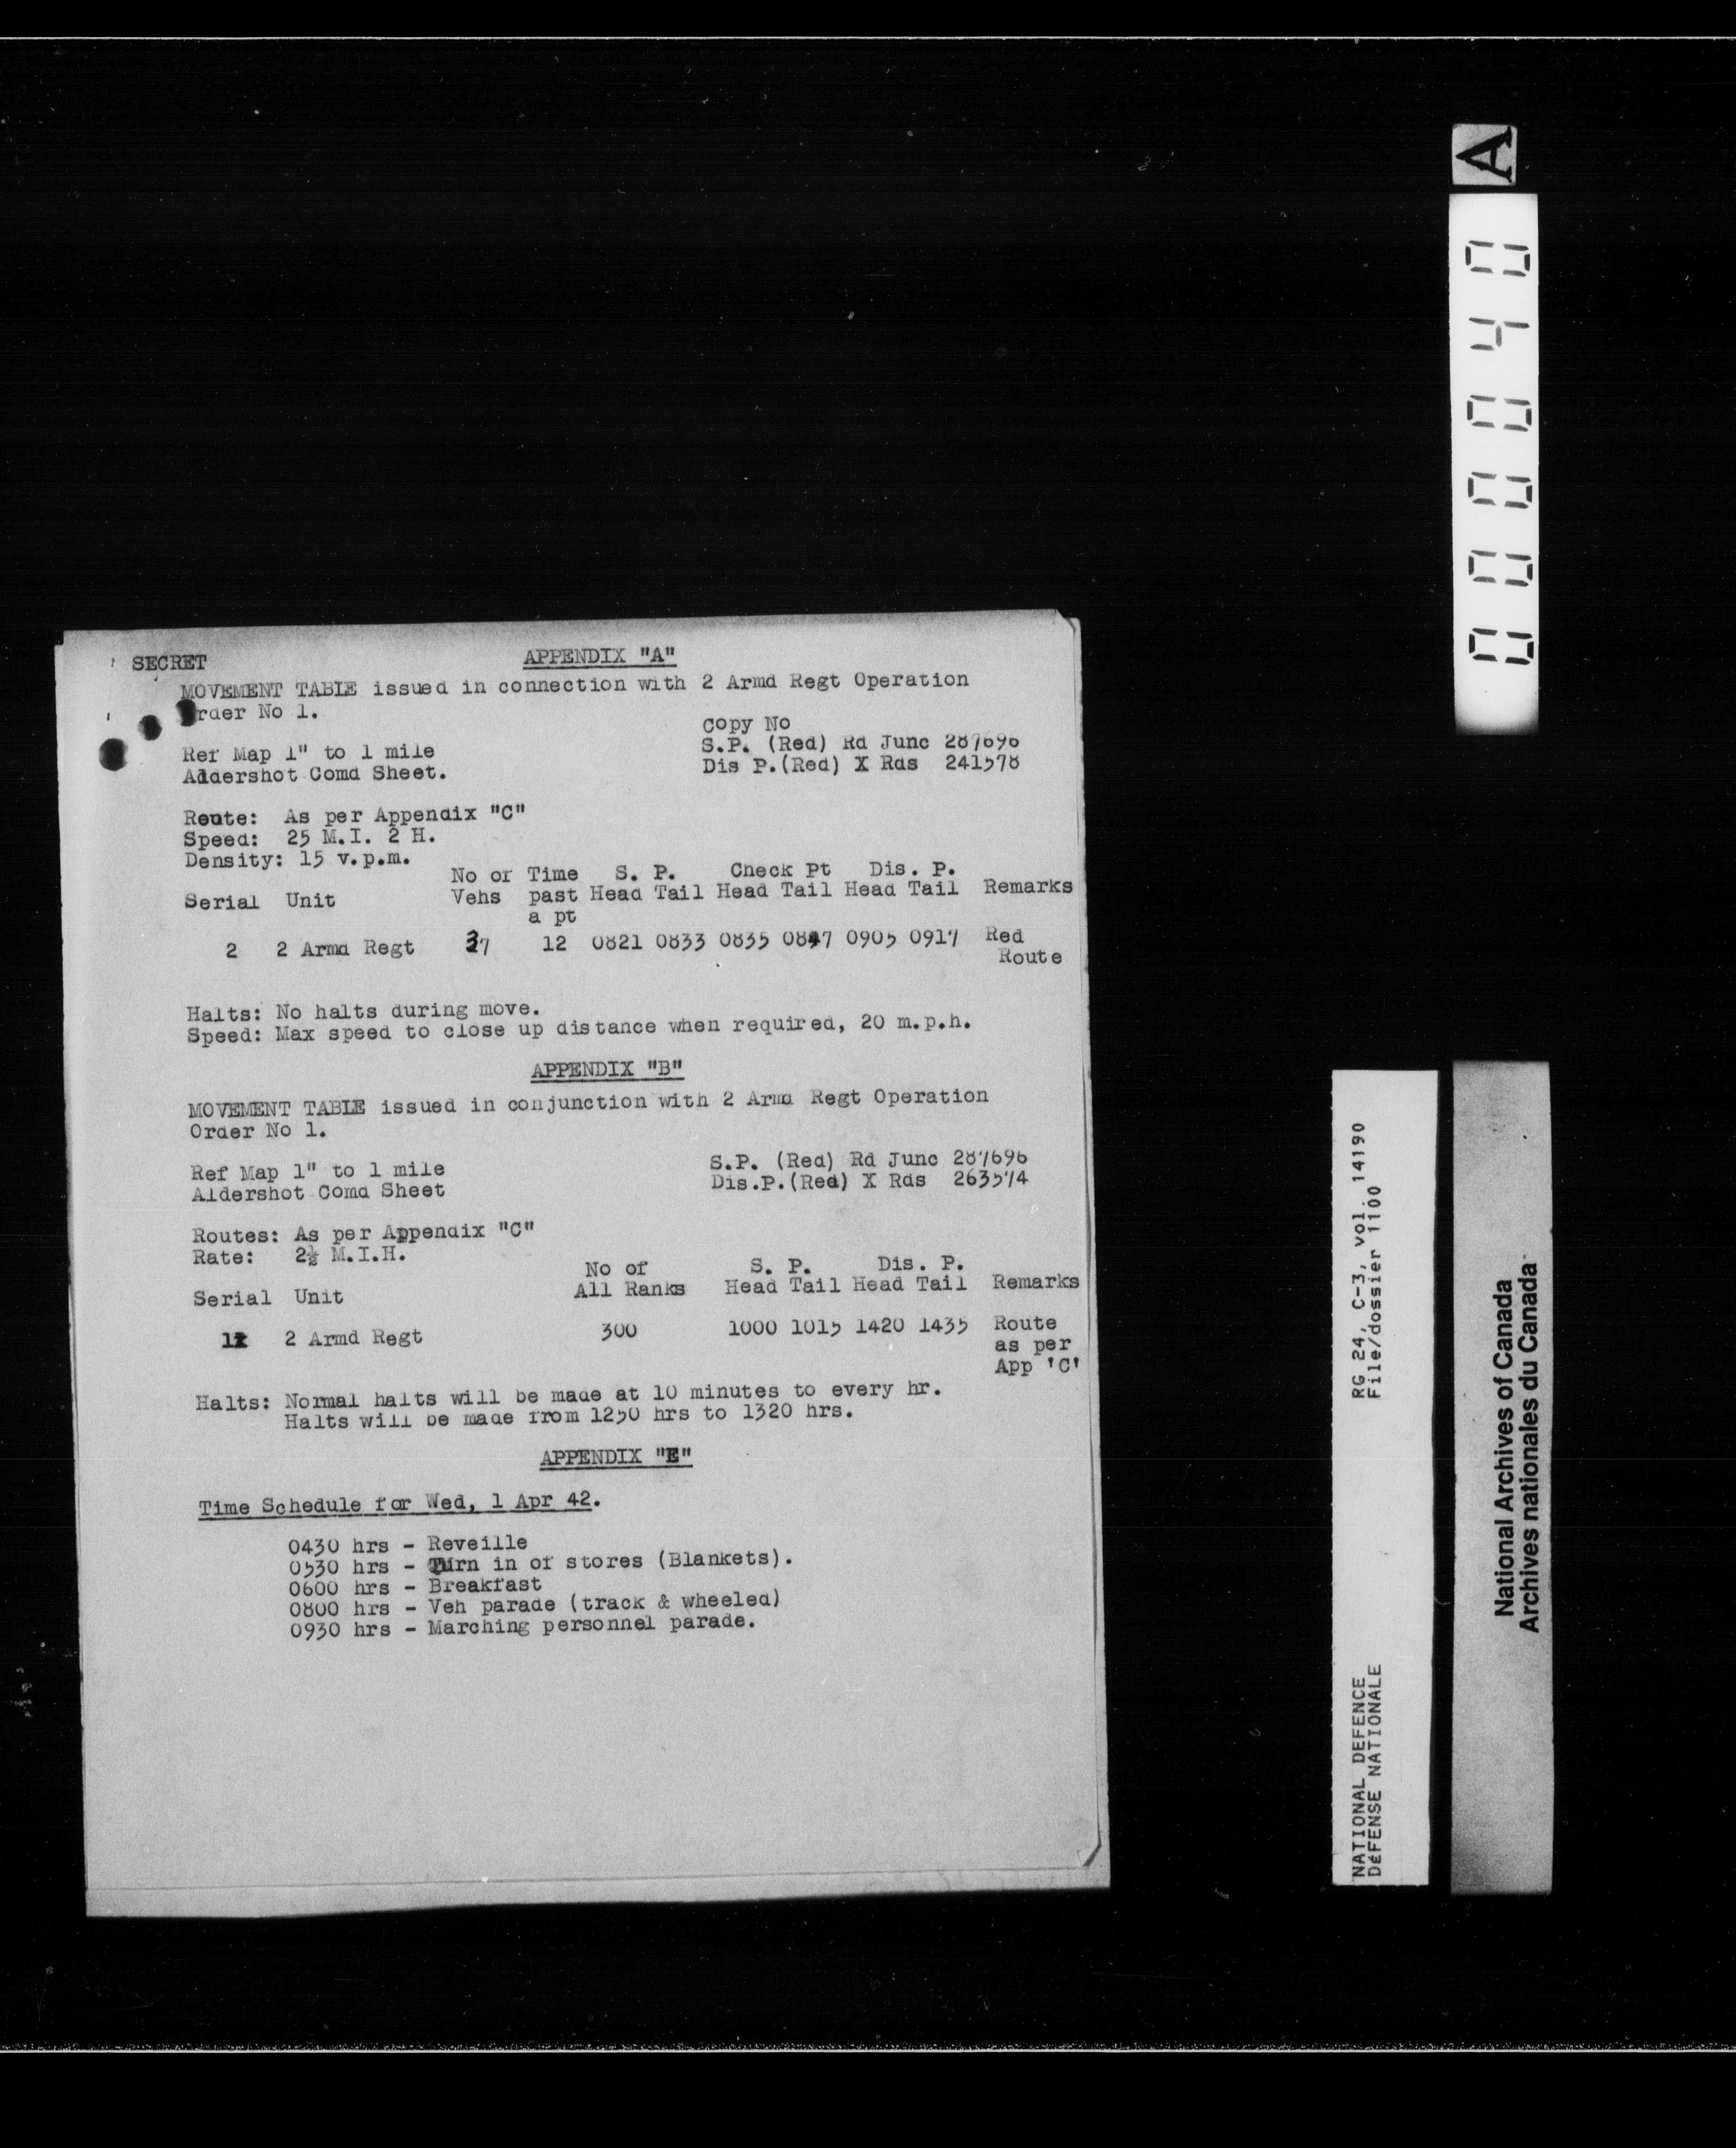 SECRET
APPENDIX "A"
MOVEMENT TABLE issued in connection with 2 Armd Regt Operation
Order No 1.
Copy No
Ref Map 1" to 1 mile S.P. (Red) Rd Junc 287696
Aldershot Comd Sheet. Dis P.(Red) X Rds 241578
Route: As per Appendix "C"
Speed: 25 M.I. 2 H.
Density: 15 v.p.m.
No of Time S. P. Check Pt Dis. P.
Serial Unit Vehs past Head Tail Head Tail Head Tail Remarks
a pt
2 2 Armd Regt 37 12 0821 0833 0835 0847 0905 0917 Red
Route
Halts: No halts during move.
Speed: Max speed to close up distance when required, 20 m.p.h.
APPENDIX "B"
MOVEMENT TABLE issued in conjunction with 2 Armd Regt Operation
Order No 1.
Ref Map 1" to 1 mile S.P. (Red) Rd Junc 287696
Aldershot Comd Sheet Dis.P.(Red) X Rds 263574
Routes: As per Appendix "C"
Rate: 2½ M.I.H.
No of S. P. Dis. P.
Serial Unit All Ranks Head Tail Head Tail Remarks
2 Armd Regt 300 1000 1015 1420 1435 Route
as per
App 'C'
Halts: Normal halts will be made at 10 minutes to every hr.
Halts will be made from 1250 hrs to 1320 hrs.
APPENDIX "E"
Time Schedule for Wed, 1 Apr 42.
0430 hrs - Reveille
0530 hrs - Turn in of stores (Blankets).
0600 hrs - Breakfast
0800 hrs - Veh parade (track & wheeled)
0930 hrs - Marching personnel parade.
A
000040
NATIONAL DEFENCE RG 24, C-3, vol. 14190
DÉFENSE NATIONALE File/dossier 1100
National Archives of Canada
Archives nationales du Canada